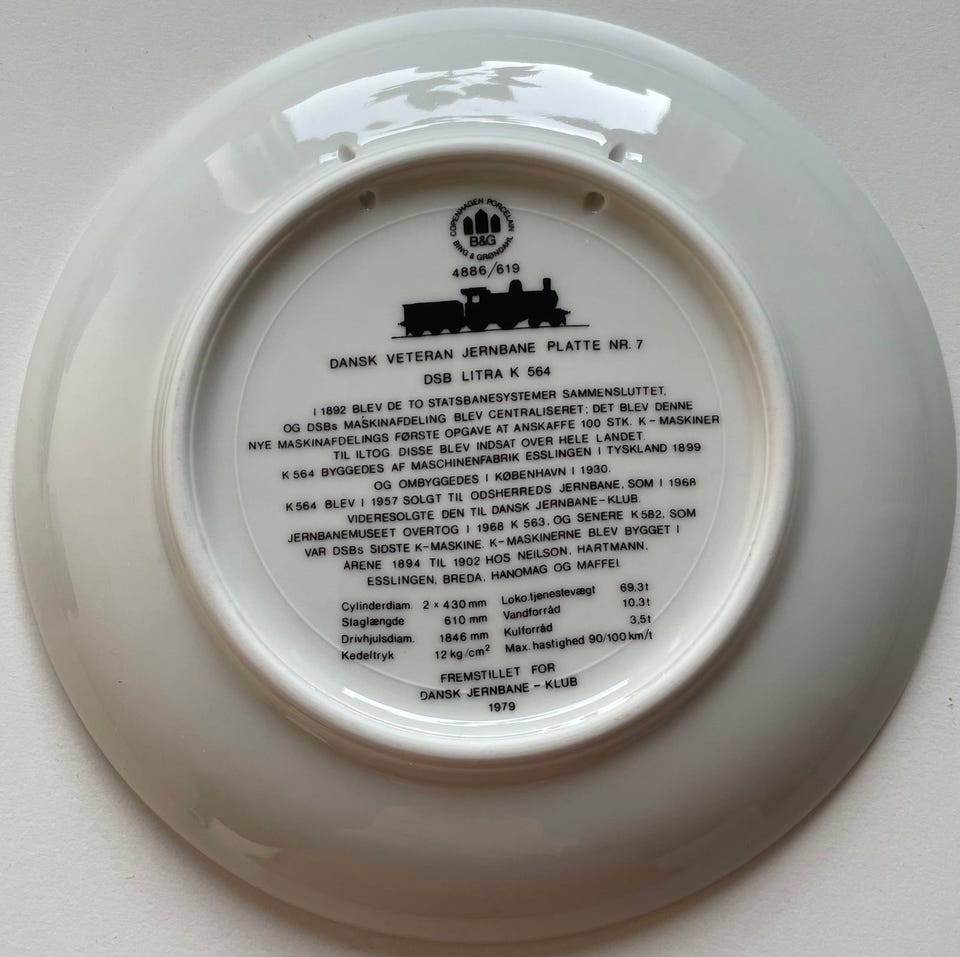 COPENHAGEN PORCELAIN
B&G
BING & GRØNDAHL
4886/619
DANSK VETERAN JERNBANE PLATTE NR. 7
DSB LITRA K 564
I 1892 BLEV DE TO STATSBANESYSTEMER SAMMENSLUTTET,
OG DSBs MASKINAFDELING BLEV CENTRALISERET; DET BLEV DENNE
NYE MASKINAFDELINGS FØRSTE OPGAVE AT ANSKAFFE 100 STK. K-MASKINER
TIL ILTOG. DISSE BLEV INDSAT OVER HELE LANDET.
K 564 BYGGEDES AF MASCHINENFABRIK ESSLINGEN I TYSKLAND 1899
OG OMBYGGEDES I KØBENHAVN I 1930.
K 564 BLEV I 1957 SOLGT TIL ODSHERREDS JERNBANE, SOM I 1968
VIDERESOLGTE DEN TIL DANSK JERNBANE-KLUB.
JERNBANEMUSEET OVERTOG I 1968 K 563, OG SENERE K 582, SOM
VAR DSBs SIDSTE K-MASKINE. K-MASKINERNE BLEV BYGGET I
ÅRENE 1894 TIL 1902 HOS NEILSON, HARTMANN,
ESSLINGEN, BREDA, HANOMAG OG MAFFEI.
Cylinderdiam. 2 × 430 mm Loko.tjenestevægt 69,3 t
Slaglængde 610 mm Vandforråd 10,3 t
Drivhjulsdiam. 1846 mm Kulforråd 3,5 t
Kedeltryk 12 kg/cm² Max. hastighed 90/100 km/t
FREMSTILLET FOR
DANSK JERNBANE-KLUB
1979